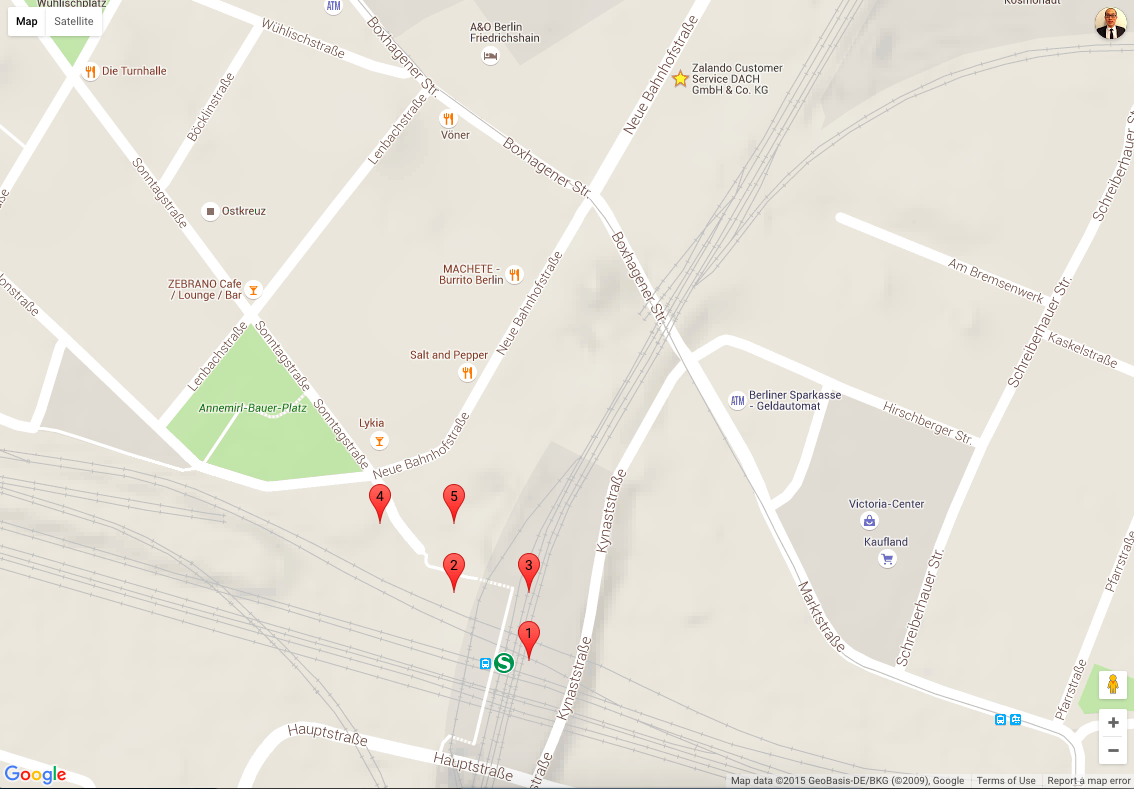 Wühlischplatz
Map
Satellite
ATM
A&O Berlin
Friedrichshain
Kosmonaut
Wühlischstraße
Boxhagener Str.
Die Turnhalle
Zalando Customer
Service DACH
GmbH & Co. KG
Neue Bahnhofstraße
Böcklinstraße
Lenbachstraße
Vöner
Boxhagener Str.
Schreiberhauer Str.
Sonntagstraße
Ostkreuz
MACHETE -
Burrito Berlin
Boxhagener Str.
Am Bremsenwerk
ZEBRANO Cafe
/ Lounge / Bar
Neue Bahnhofstraße
Schreiberhauer Str.
Kaskelstraße
Lenbachstraße
Sonntagstraße
Salt and Pepper
Annemirl-Bauer-Platz
Sonntagstraße
Lykia
ATM
Berliner Sparkasse
- Geldautomat
Hirschberger Str.
Neue Bahnhofstraße
4
5
Kynaststraße
Victoria-Center
Kaufland
2
3
Schreiberhauer Str.
Pfarrstraße
Marktstraße
1
S
Kynaststraße
Pfarrstraße
Hauptstraße
Hauptstraße
Google
Map data ©2015 GeoBasis-DE/BKG (©2009), Google
Terms of Use
Report a map error